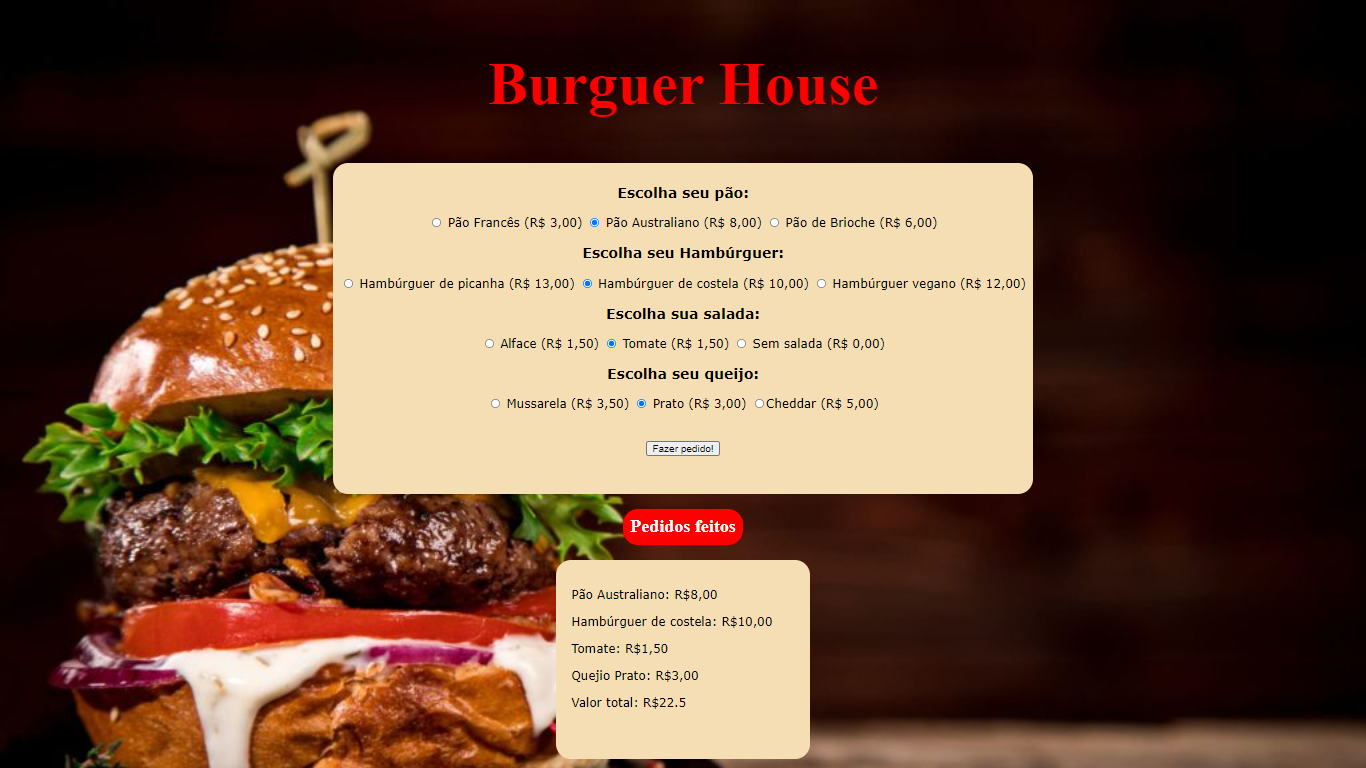 Burguer House
Escolha seu pão:
Pão Francês (R$ 3,00) Pão Australiano (R$ 8,00) Pão de Brioche (R$ 6,00)
Escolha seu Hambúrguer:
Hambúrguer de picanha (R$ 13,00) Hambúrguer de costela (R$ 10,00) Hambúrguer vegano (R$ 12,00)
Escolha sua salada:
Alface (R$ 1,50) Tomate (R$ 1,50) Sem salada (R$ 0,00)
Escolha seu queijo:
Mussarela (R$ 3,50) Prato (R$ 3,00) Cheddar (R$ 5,00)
Fazer pedido!
Pedidos feitos
Pão Australiano: R$8,00
Hambúrguer de costela: R$10,00
Tomate: R$1,50
Quejio Prato: R$3,00
Valor total: R$22.5